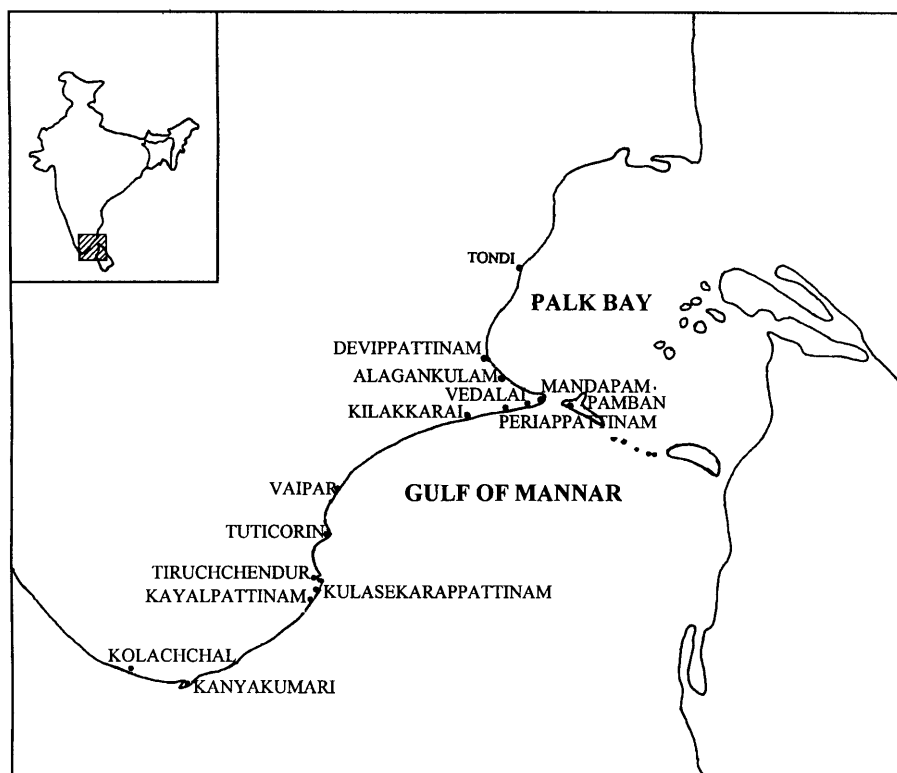 TONDI
PALK BAY
DEVIPPATTINAM
ALAGANKULAM
MANDAPAM
VEDALAI
PAMBAN
KILAKKARAI
PERIAPPATTINAM
VAIPAR
GULF OF MANNAR
TUTICORIN
TIRUCHCHENDUR
KULASEKARAPPATTINAM
KAYALPATTINAM
KOLACHCHAL
KANYAKUMARI